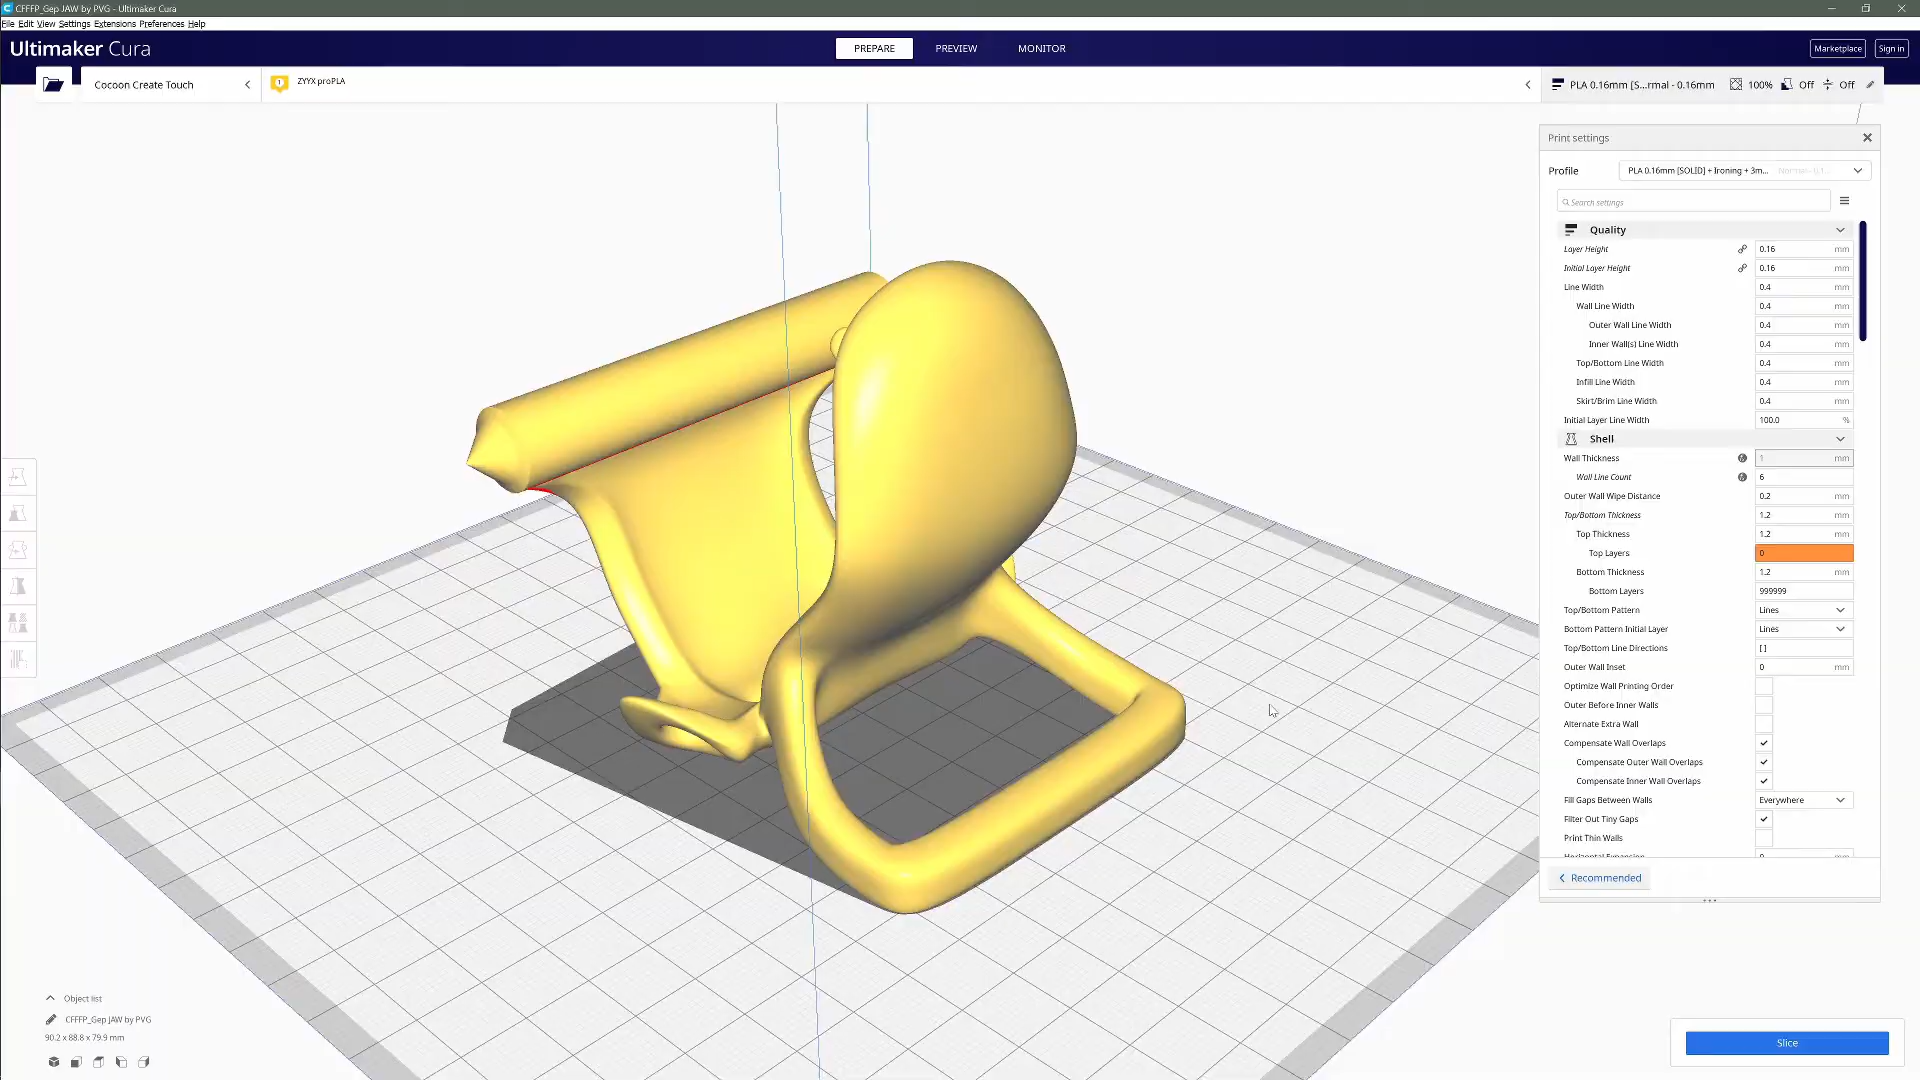 CFFFP_Gep JAW by PVG - Ultimaker Cura
File Edit View Settings Extensions Preferences Help
Ultimaker Cura
PREPARE
PREVIEW
MONITOR
Marketplace
Sign in
Cocoon Create Touch
1
ZYYX proPLA
PLA 0.16mm [S...rmal - 0.16mm
100%
Off
Off
Print settings
Profile
PLA 0.16mm [SOLID] + Ironing + 3m...
Search settings
Quality
Layer Height 0.16 mm
Initial Layer Height 0.16 mm
Line Width 0.4 mm
Wall Line Width 0.4 mm
Outer Wall Line Width 0.4 mm
Inner Wall(s) Line Width 0.4 mm
Top/Bottom Line Width 0.4 mm
Infill Line Width 0.4 mm
Skirt/Brim Line Width 0.4 mm
Initial Layer Line Width 100.0 %
Shell
Wall Thickness 1 mm
Wall Line Count 6
Outer Wall Wipe Distance 0.2 mm
Top/Bottom Thickness 1.2 mm
Top Thickness 1.2 mm
Top Layers 0
Bottom Thickness 1.2 mm
Bottom Layers 999999
Top/Bottom Pattern Lines
Bottom Pattern Initial Layer Lines
Top/Bottom Line Directions [ ]
Outer Wall Inset 0 mm
Optimize Wall Printing Order
Outer Before Inner Walls
Alternate Extra Wall
Compensate Wall Overlaps
Compensate Outer Wall Overlaps
Compensate Inner Wall Overlaps
Fill Gaps Between Walls Everywhere
Filter Out Tiny Gaps
Print Thin Walls
Horizontal Expansion 0 mm
Recommended
Object list
CFFFP_Gep JAW by PVG
90.2 x 88.8 x 79.9 mm
Slice